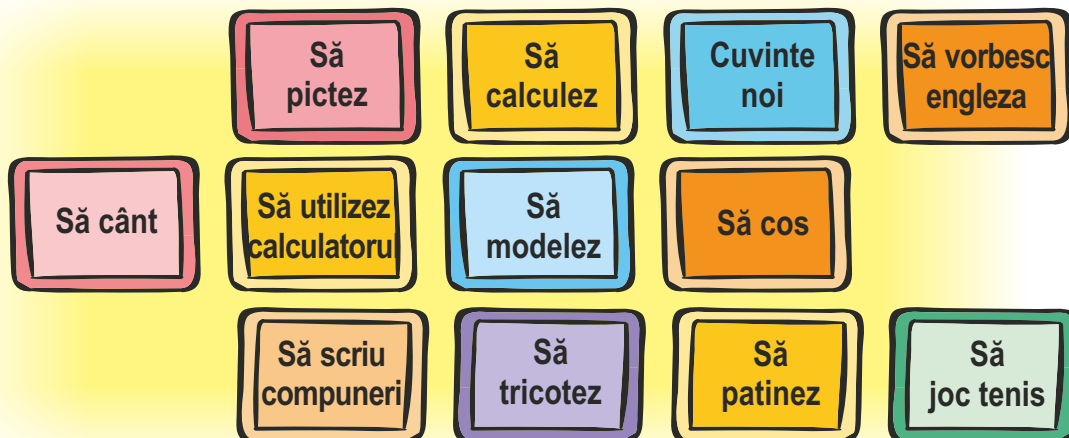 Să
pictez
Să
calculez
Cuvinte
noi
Să vorbesc
engleza
Să cânt
Să utilizez
calculatorul
Să
modelez
Să cos
Să scriu
compuneri
Să
tricotez
Să
patinez
Să
joc tenis